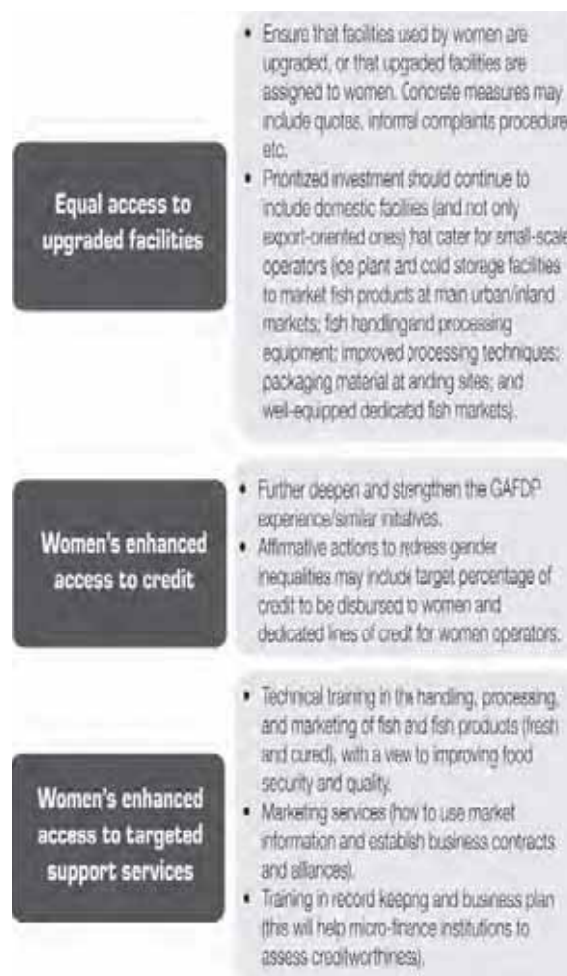 Equal access to
upgraded facilities
• Ensure that facilities used by women are
upgraded, or that upgaded facilities are
assigned to women. Concrete measures may
include quotas, informal complaints procedure
etc.
• Prioritized investment should continue to
include domestic facilities (and not only
export-oriented ones) that cater for small-scale
operators (ice plant and cold storage facilities
to market fish products at main urban/inland
markets; fish handling and processing
equipment; improved processing techniques;
packaging material at landing sites; and
well-equipped dedicated fish markets).
Women's enhanced
access to credit
• Further deepen and strengthen the GAFDP
experience/similar initiatives.
• Affirmative actions to redress gender
inequalities may include target percentage of
credit to be disbursed to women and
dedicated lines of credit for women operators.
Women's enhanced
access to targeted
support services
• Technical training in the handling, processing,
and marketing of fish and fish products (fresh
and cured), with a view to improving food
security and quality.
• Marketing services (how to use market
information and establish business contracts
and alliances).
• Training in record keeping and business plan
(this will help micro-finance institutions to
assess creditworthiness).